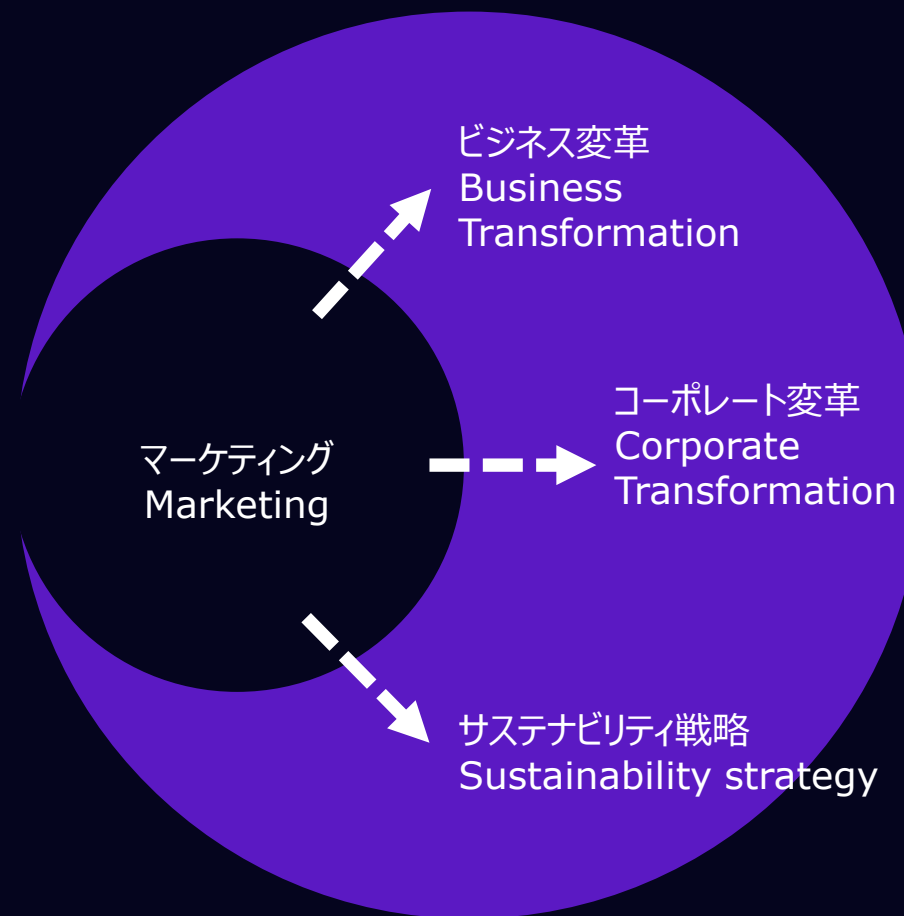 ビジネス変革
Business
Transformation
コーポレート変革
Corporate
Transformation
マーケティング
Marketing
サステナビリティ戦略
Sustainability strategy